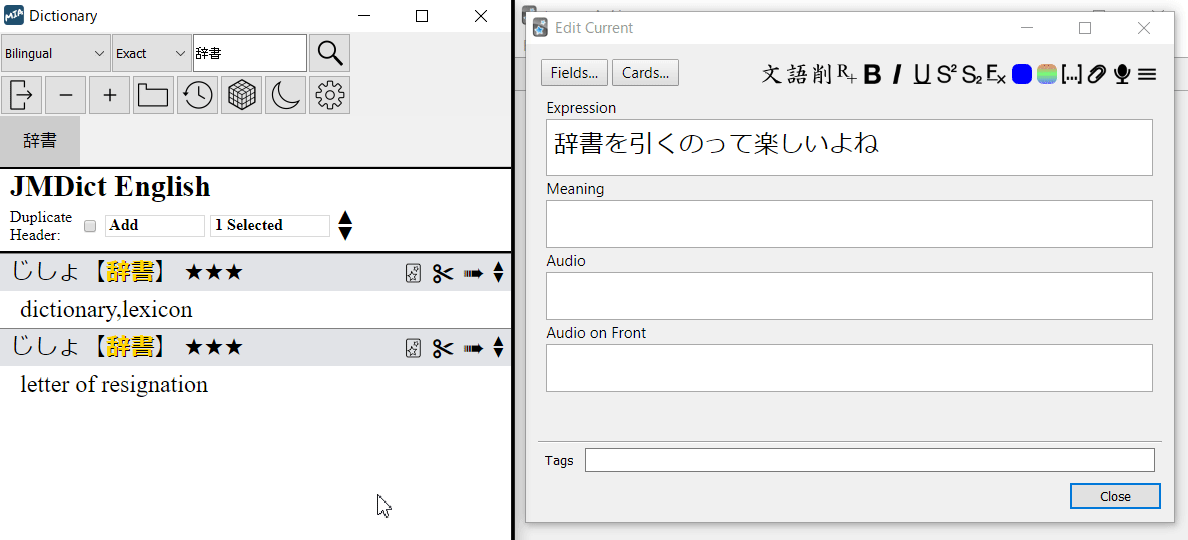 MIA Dictionary
Bilingual Exact 辞書
辞書
JMDict English
Duplicate Header: Add 1 Selected
じしょ【辞書】★★★
dictionary,lexicon
じしょ【辞書】★★★
letter of resignation
Edit Current
Fields... Cards... 文 語 削 R+ B I U S² S₂ Ex [...]
Expression
辞書を引くのって楽しいよね
Meaning
Audio
Audio on Front
Tags
Close